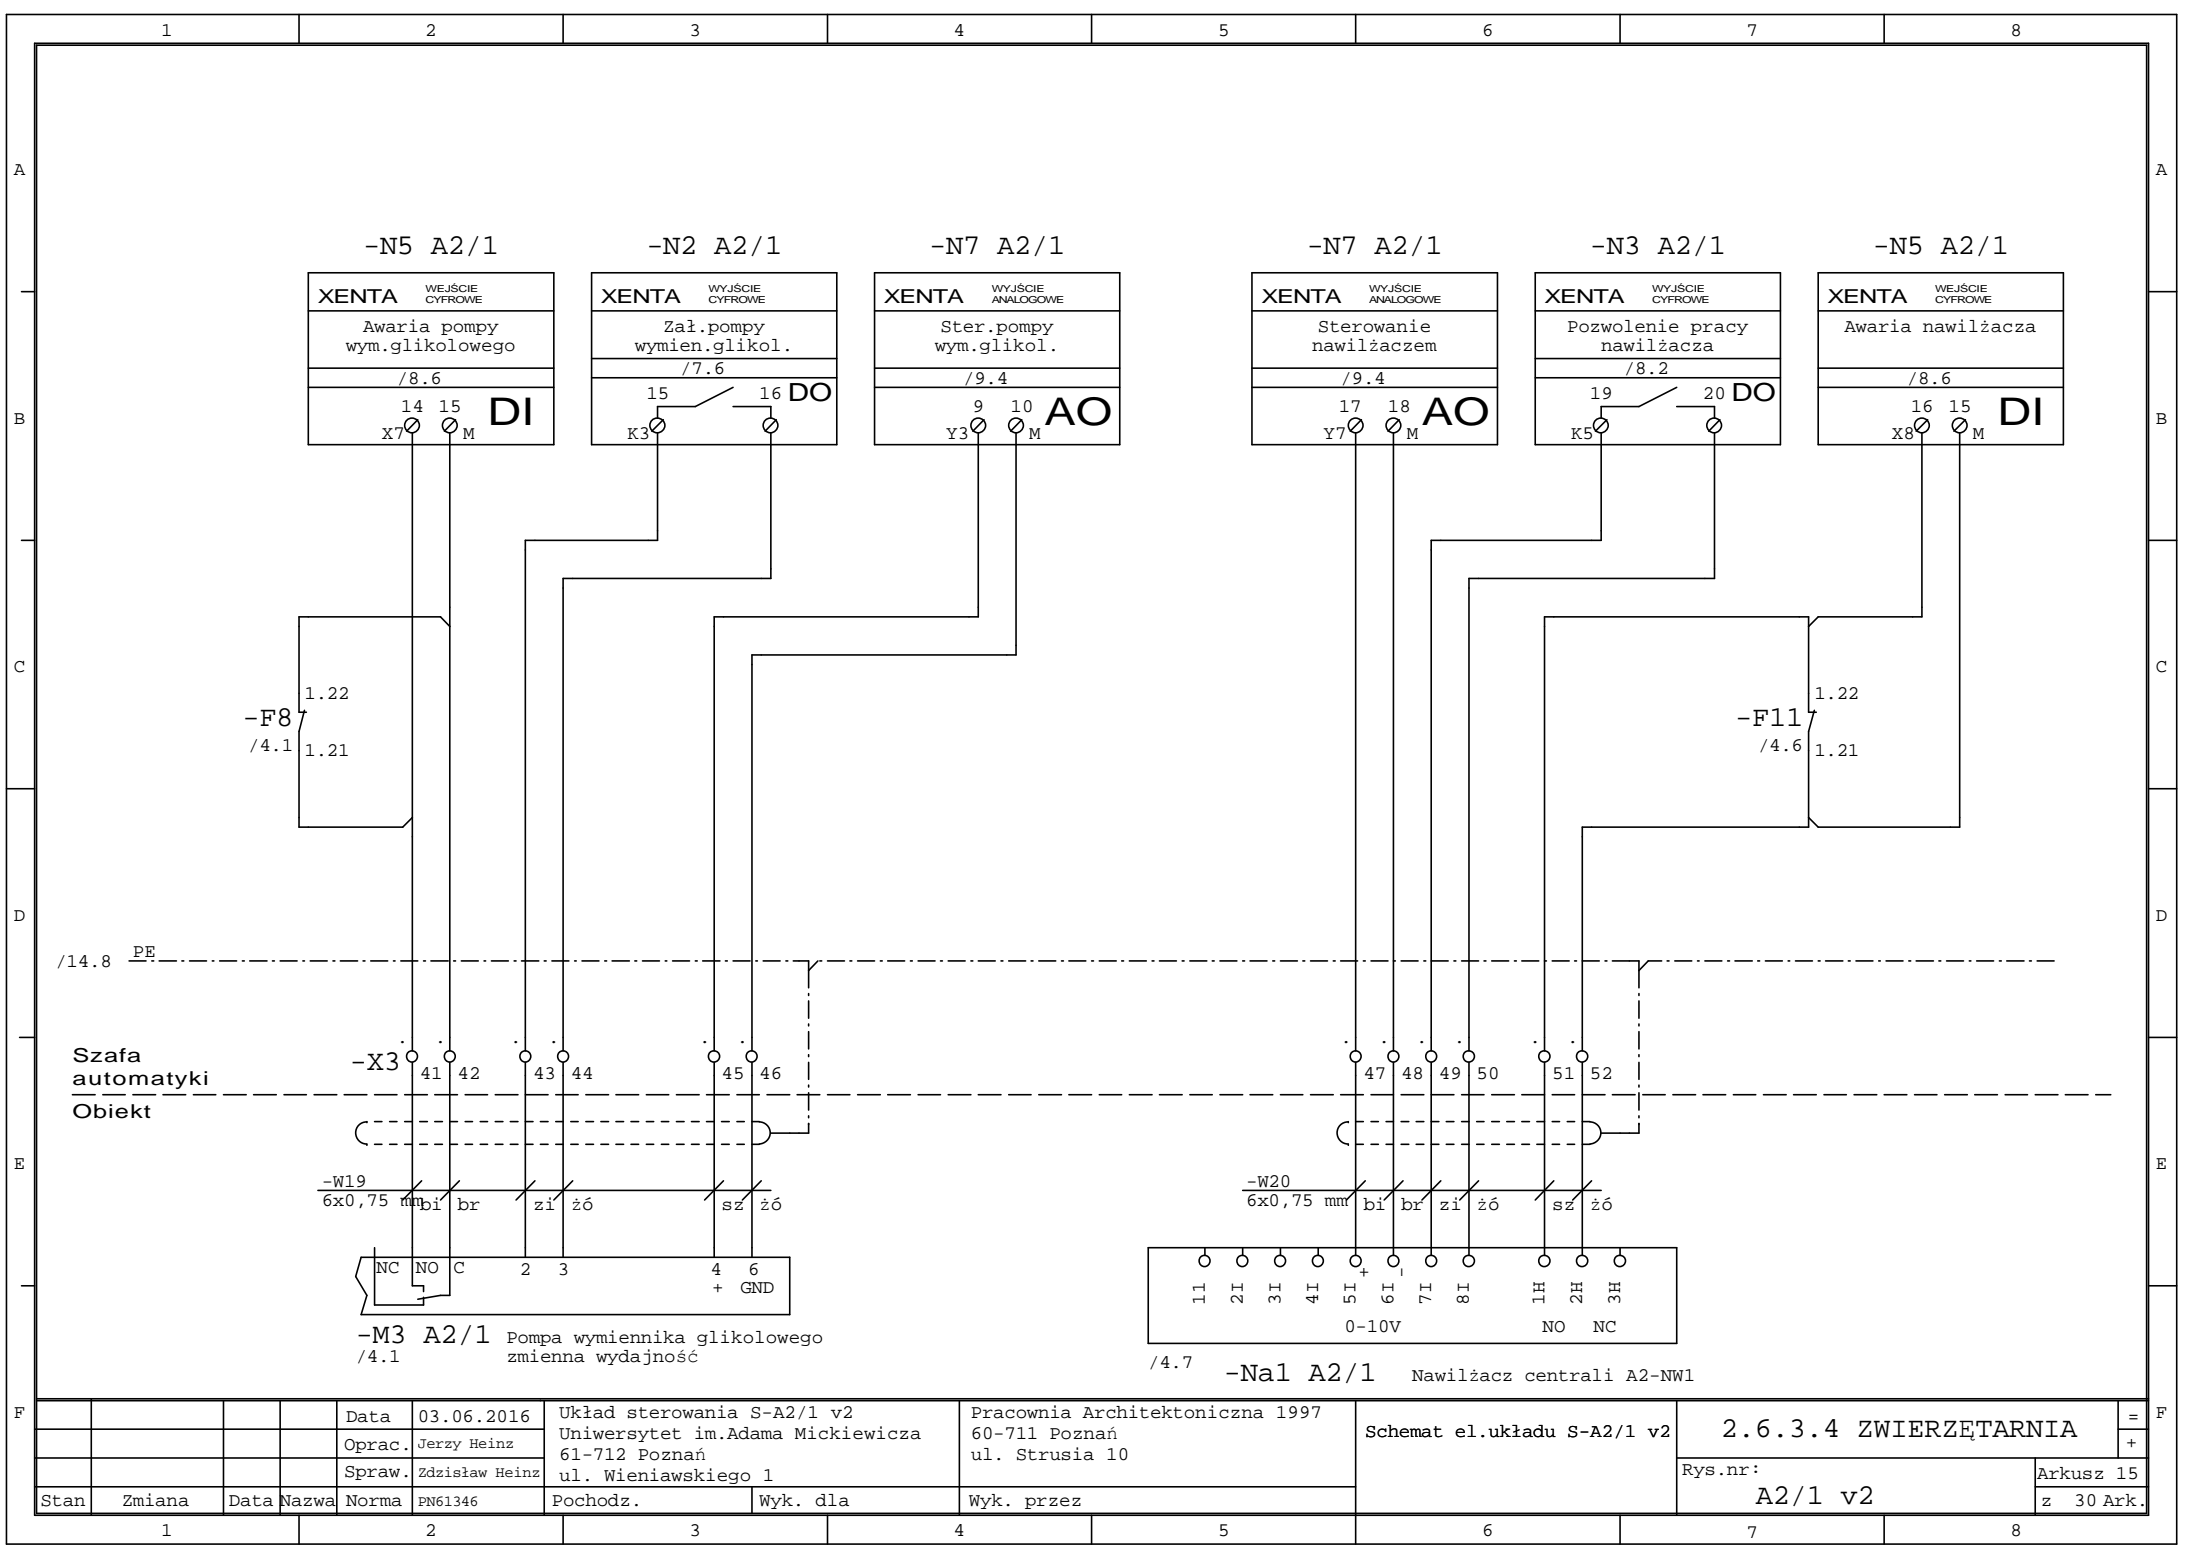 1 2 3 4 5 6 7 8
A A
-N5 A2/1 -N2 A2/1 -N7 A2/1 -N7 A2/1 -N3 A2/1 -N5 A2/1
XENTA WEJŚCIE CYFROWE
Awaria pompy
wym.glikolowego
/8.6
14 15 DI
X7 M
XENTA WYJŚCIE CYFROWE
Zał.pompy
wymien.glikol.
/7.6
15 16 DO
K3
XENTA WYJŚCIE ANALOGOWE
Ster.pompy
wym.glikol.
/9.4
9 10 AO
Y3 M
XENTA WYJŚCIE ANALOGOWE
Sterowanie
nawilżaczem
/9.4
17 18 AO
Y7 M
XENTA WYJŚCIE CYFROWE
Pozwolenie pracy
nawilżacza
/8.2
19 20 DO
K5
XENTA WEJŚCIE CYFROWE
Awaria nawilżacza
/8.6
16 15 DI
X8 M
B B
C C
1.22
-F8
/4.1 1.21
1.22
-F11
/4.6 1.21
D D
/14.8 PE
Szafa
automatyki
-X3 41 42 43 44 45 46 47 48 49 50 51 52
Obiekt
E E
-W19
6x0,75 mm bi br zi żó sz żó
-W20
6x0,75 mm bi br zi żó sz żó
NC NO C 2 3 4 6
+ GND
+ -
11 2I 3I 4I 5I 6I 7I 8I 1H 2H 3H
0-10V NO NC
-M3 A2/1 Pompa wymiennika glikolowego
/4.1 zmienna wydajność
/4.7 -Na1 A2/1 Nawilżacz centrali A2-NW1
F F
Data 03.06.2016
Oprac. Jerzy Heinz
Spraw. Zdzisław Heinz
Stan Zmiana Data Nazwa Norma PN61346
Układ sterowania S-A2/1 v2
Uniwersytet im.Adama Mickiewicza
61-712 Poznań
ul. Wieniawskiego 1
Pochodz. Wyk. dla
Pracownia Architektoniczna 1997
60-711 Poznań
ul. Strusia 10
Wyk. przez
Schemat el.układu S-A2/1 v2
2.6.3.4 ZWIERZĘTARNIA
=
+
Rys.nr:
A2/1 v2
Arkusz 15
z 30 Ark.
1 2 3 4 5 6 7 8